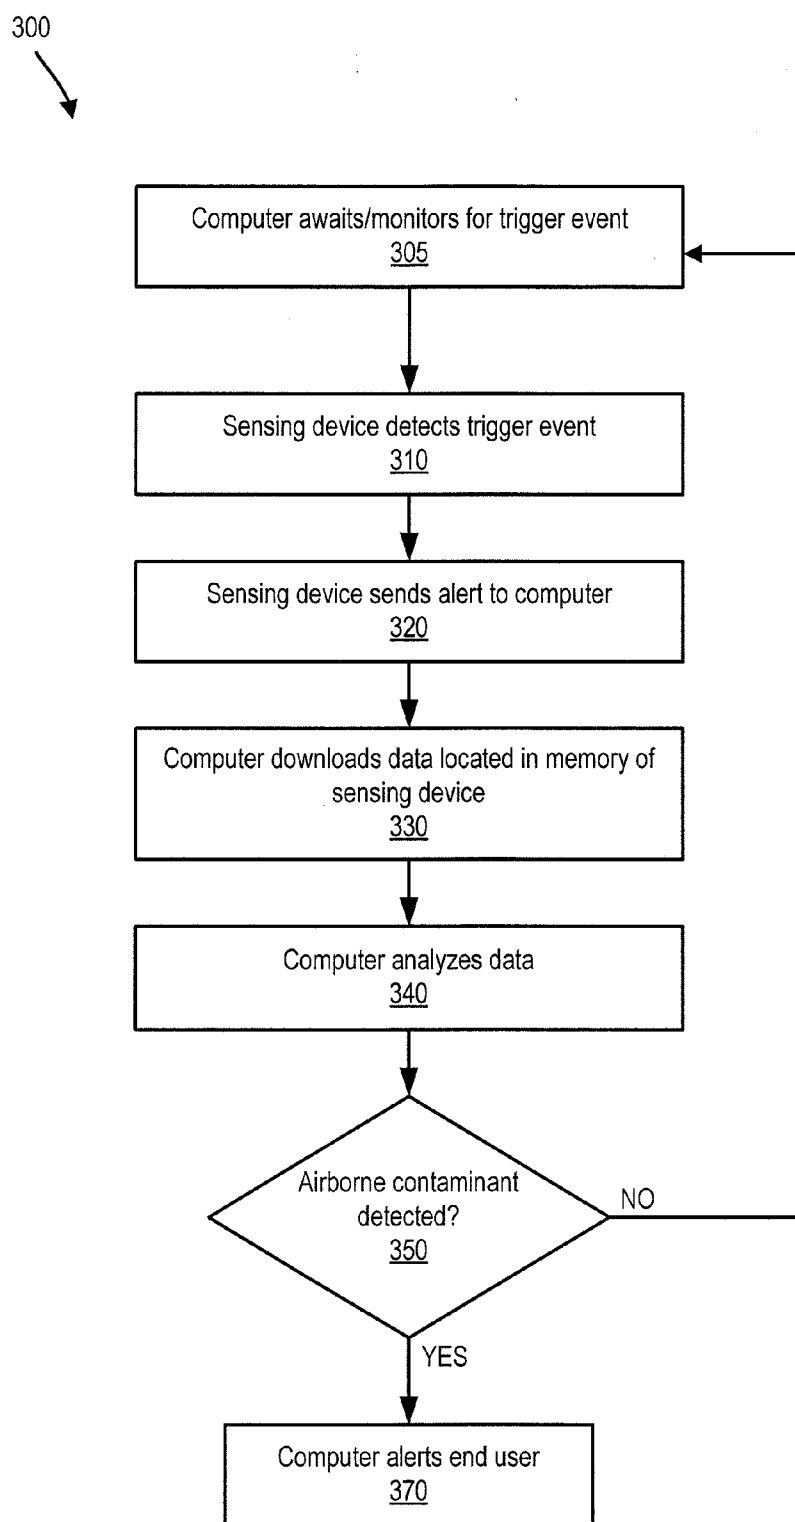 300
Computer awaits/monitors for trigger event
305
Sensing device detects trigger event
310
Sensing device sends alert to computer
320
Computer downloads data located in memory of
sensing device
330
Computer analyzes data
340
Airborne contaminant
detected?
350
NO
YES
Computer alerts end user
370